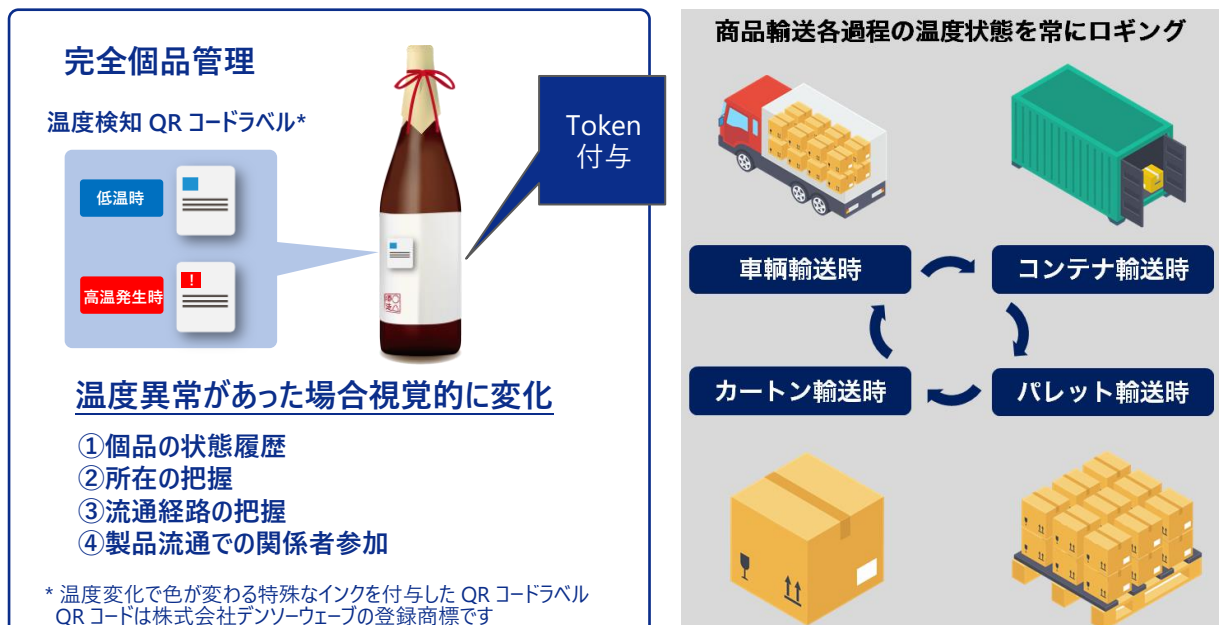 完全個品管理
温度検知 QR コードラベル*
低温時
高温発生時
!
Token
付与
温度異常があった場合視覚的に変化
①個品の状態履歴
②所在の把握
③流通経路の把握
④製品流通での関係者参加
* 温度変化で色が変わる特殊なインクを付与した QR コードラベル
QR コードは株式会社デンソーウェーブの登録商標です
商品輸送各過程の温度状態を常にロギング
車輌輸送時
コンテナ輸送時
カートン輸送時
パレット輸送時